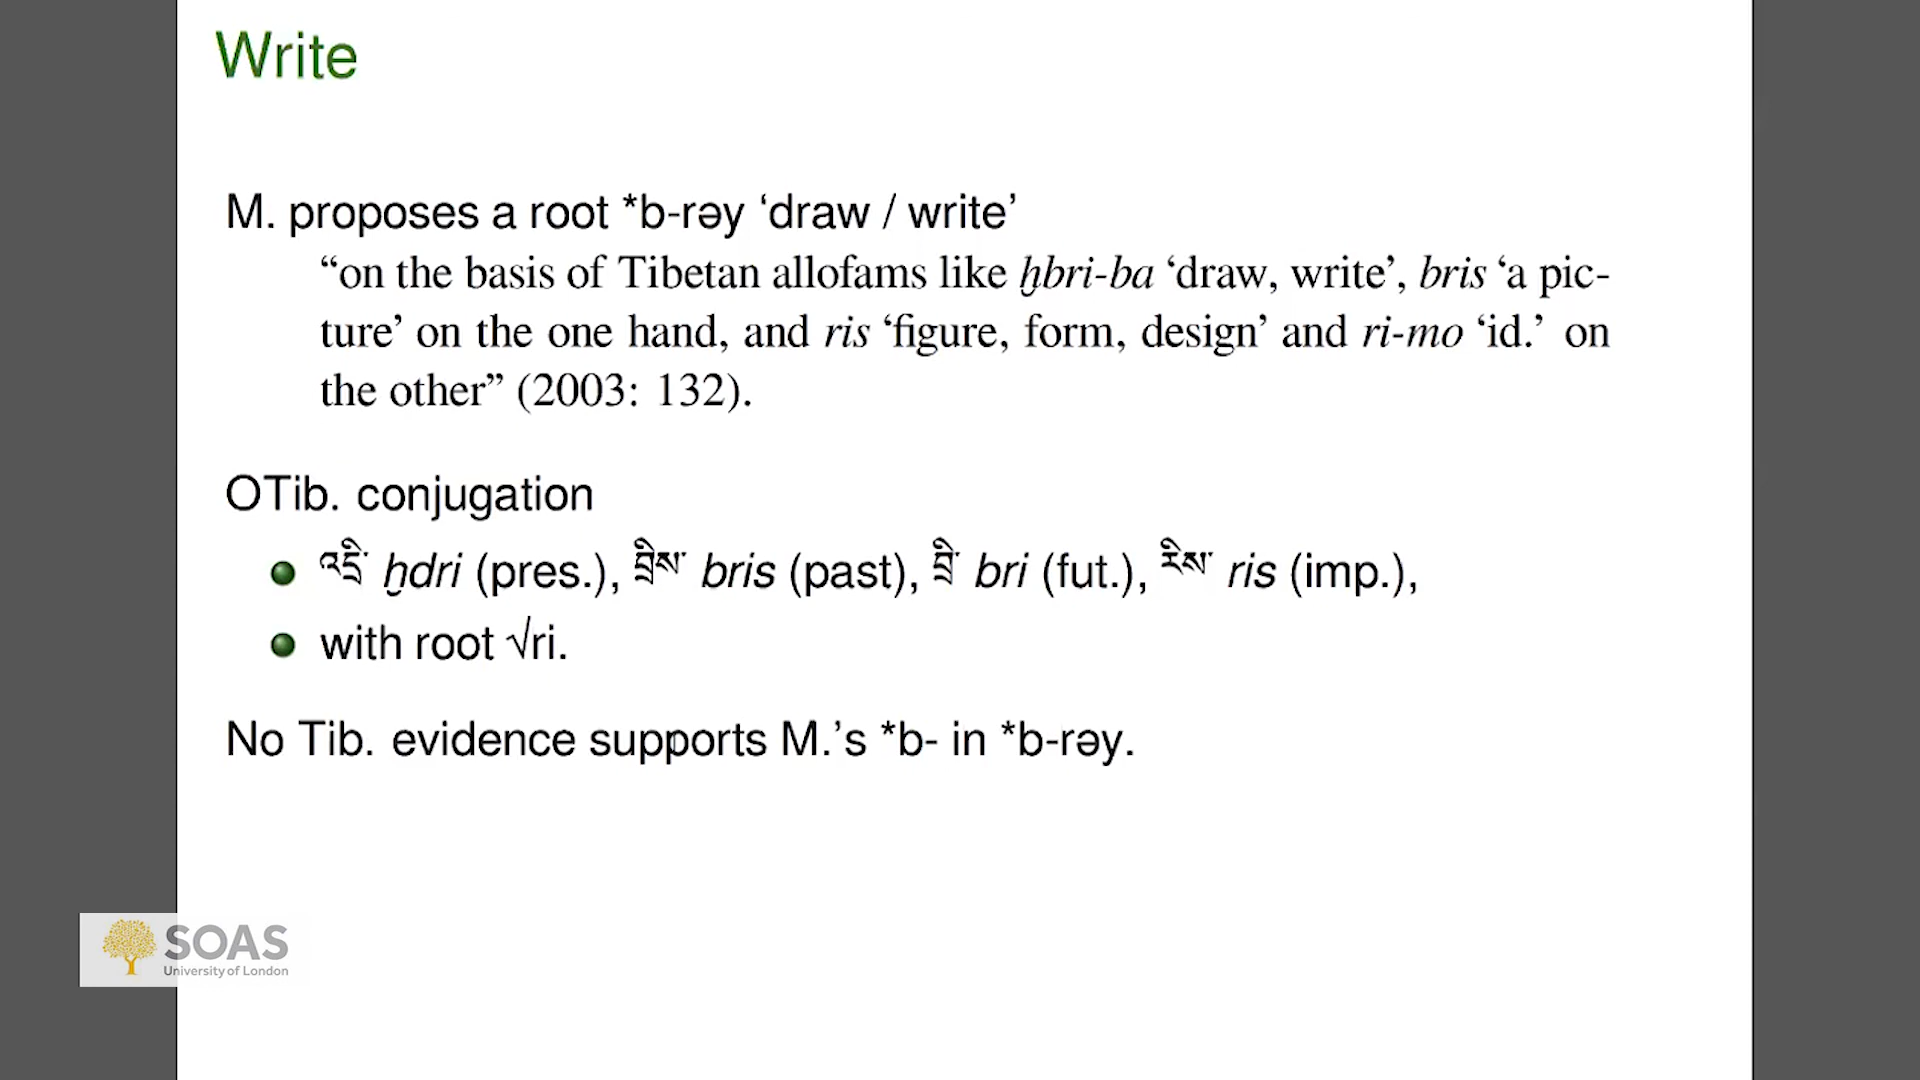 Write
M. proposes a root *b-rəy ‘draw / write’
“on the basis of Tibetan allofams like ḫbri-ba ‘draw, write’, bris ‘a pic-
ture’ on the one hand, and ris ‘figure, form, design’ and ri-mo ‘id.’ on
the other” (2003: 132).
OTib. conjugation
འདྲི་ ḫdri (pres.), བྲིས་ bris (past), བྲི་ bri (fut.), རིས་ ris (imp.),
with root √ri.
No Tib. evidence supports M.’s *b- in *b-rəy.
SOAS
University of London